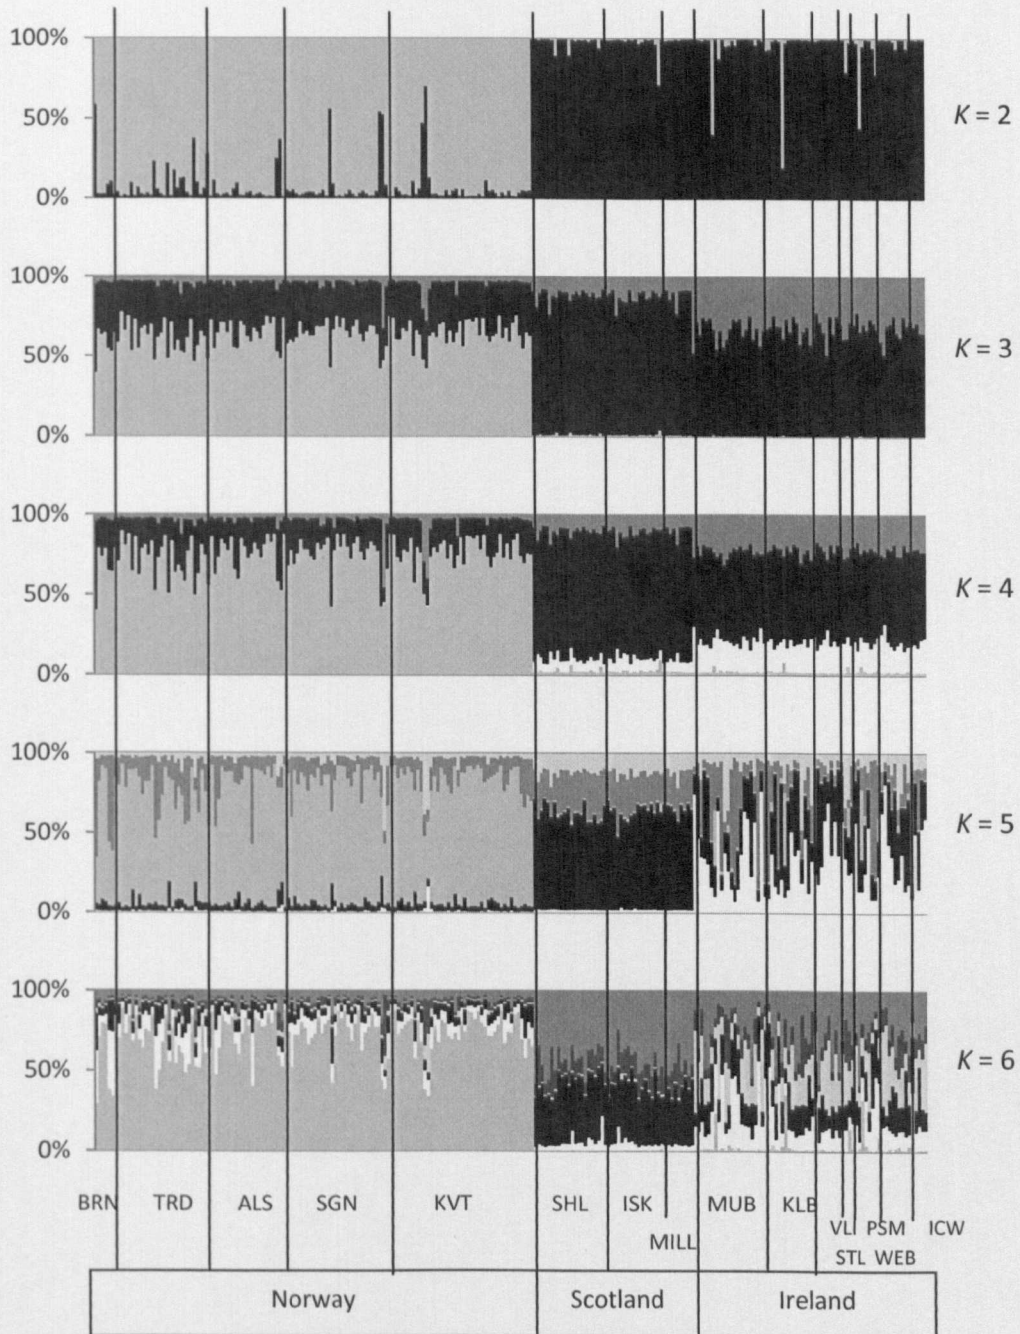 100%
50%
0%
K = 2
100%
50%
0%
K = 3
100%
50%
0%
K = 4
100%
50%
0%
K = 5
100%
50%
0%
K = 6
BRN TRD ALS SGN KVT SHL ISK MILL MUB KLB VLI STL PSM WEB ICW
Norway Scotland Ireland